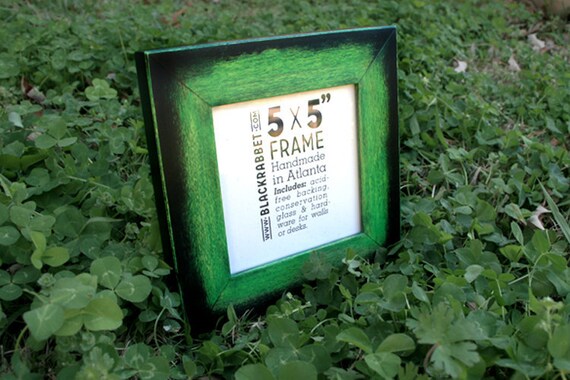 www.BLACKRABBET.COM
5 x 5”
FRAME
Handmade
in Atlanta
Includes: acid-
free backing,
conservation
glass & hard-
ware for walls
or desks.